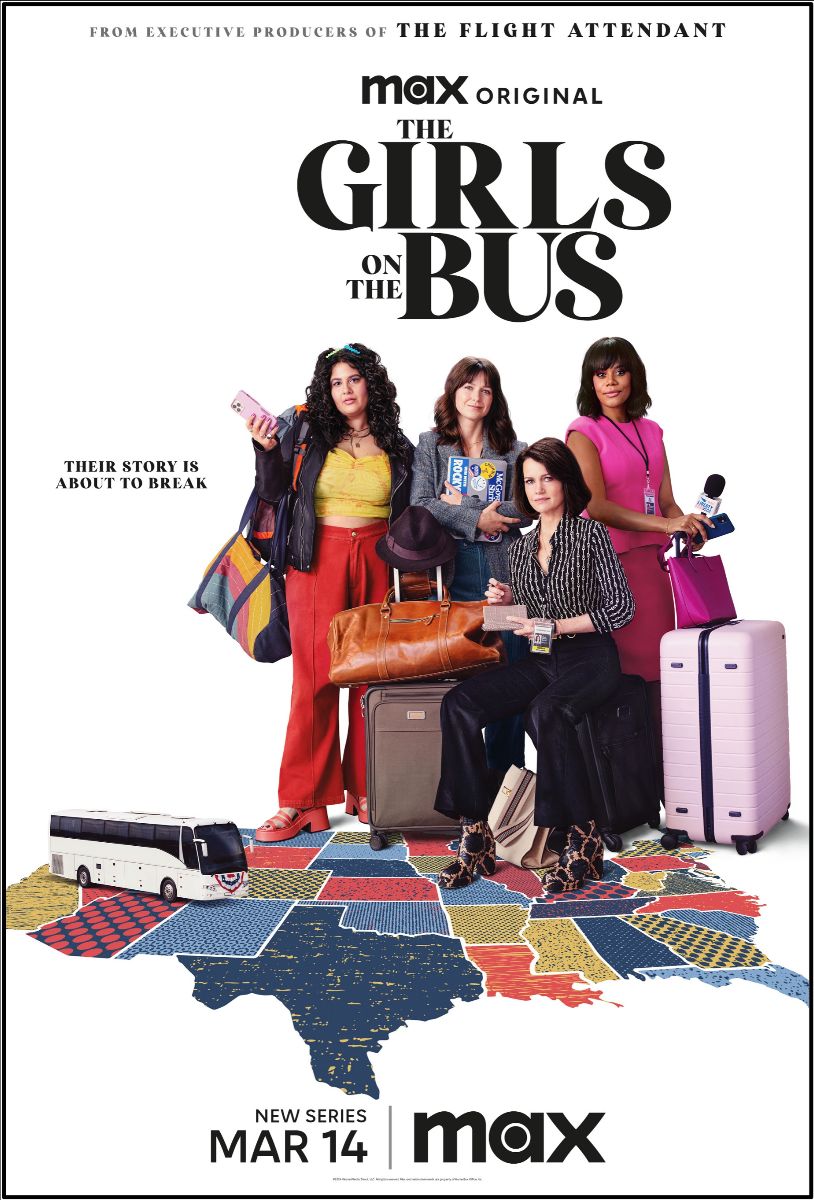 FROM EXECUTIVE PRODUCERS OF THE FLIGHT ATTENDANT
max ORIGINAL
THE
GIRLS
ON THE
BUS
THEIR STORY IS
ABOUT TO BREAK
ROCKY
NEW SERIES
MAR 14
max